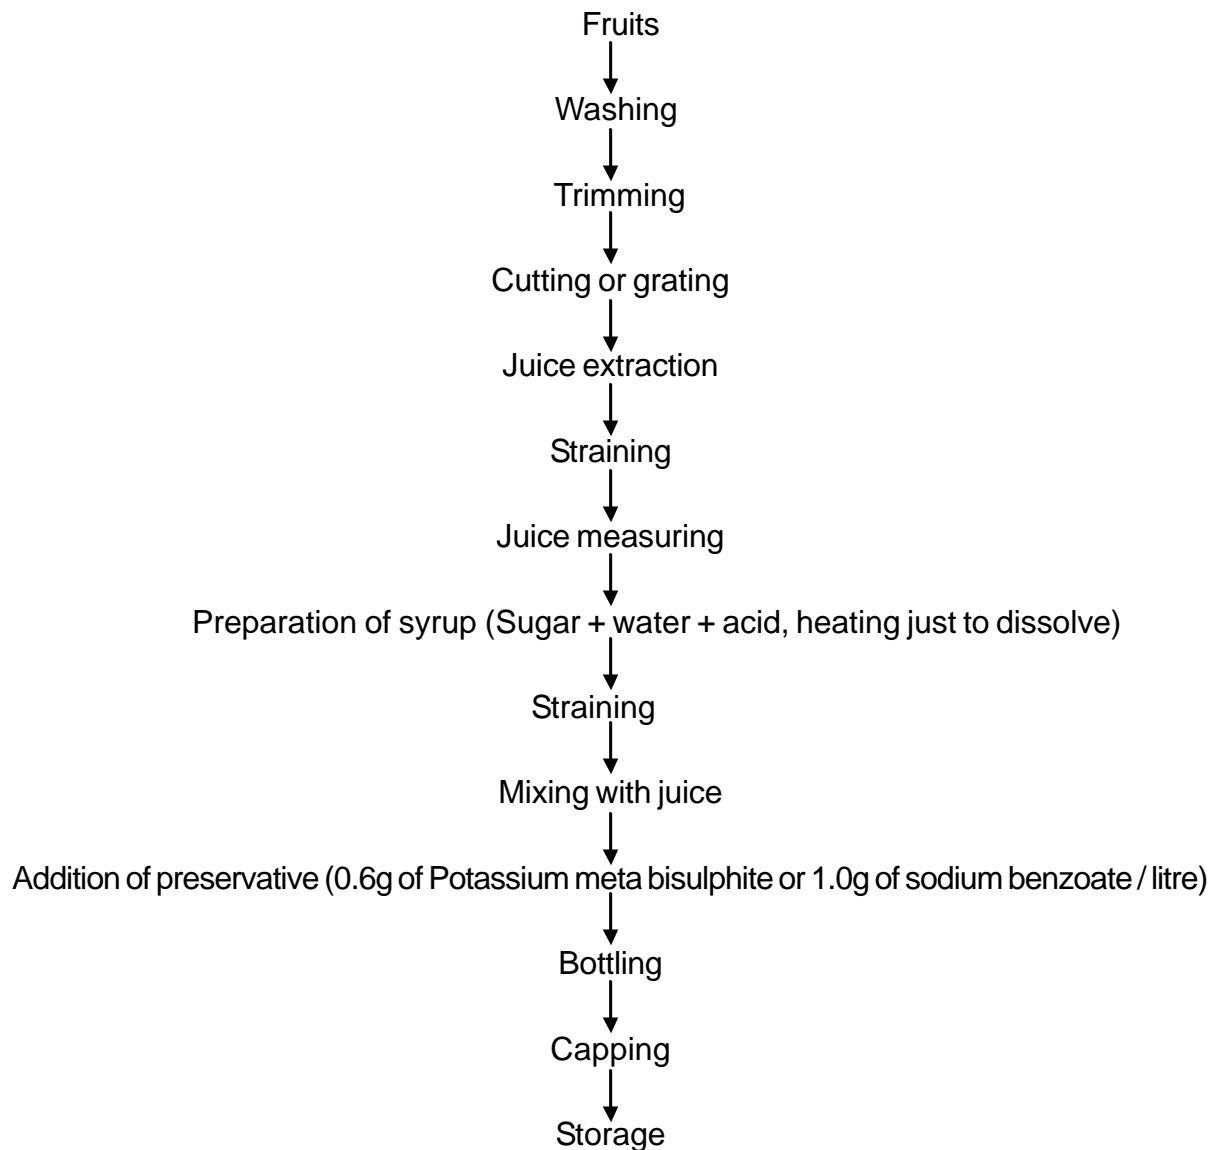 Fruits
Washing
Trimming
Cutting or grating
Juice extraction
Straining
Juice measuring
Preparation of syrup (Sugar + water + acid, heating just to dissolve)
Straining
Mixing with juice
Addition of preservative (0.6g of Potassium meta bisulphite or 1.0g of sodium benzoate / litre)
Bottling
Capping
Storage